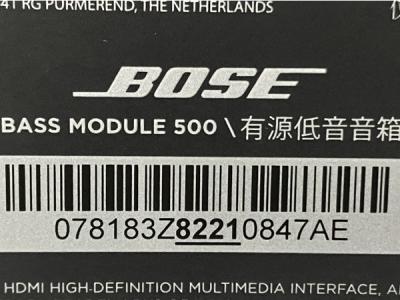 41 RG PURMEREND, THE NETHERLANDS
BOSE
BASS MODULE 500 \ 有源低音音箱
078183Z82210847AE
HDMI HIGH-DEFINITION MULTIMEDIA INTERFACE,